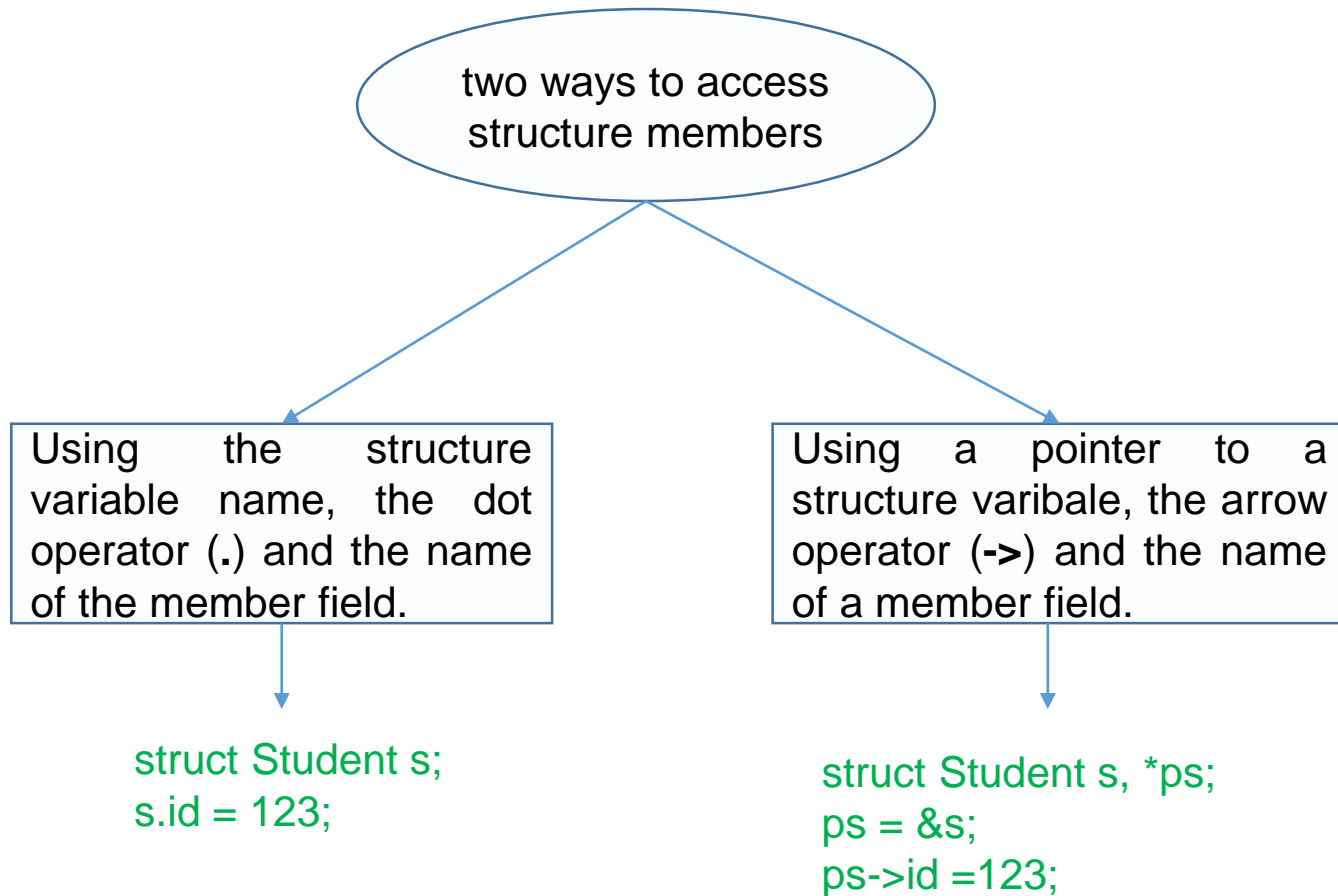 two ways to access
structure members
Using the structure
variable name, the dot
operator (.) and the name
of the member field.
Using a pointer to a
structure varibale, the arrow
operator (->) and the name
of a member field.
struct Student s;
s.id = 123;
struct Student s, *ps;
ps = &s;
ps->id =123;